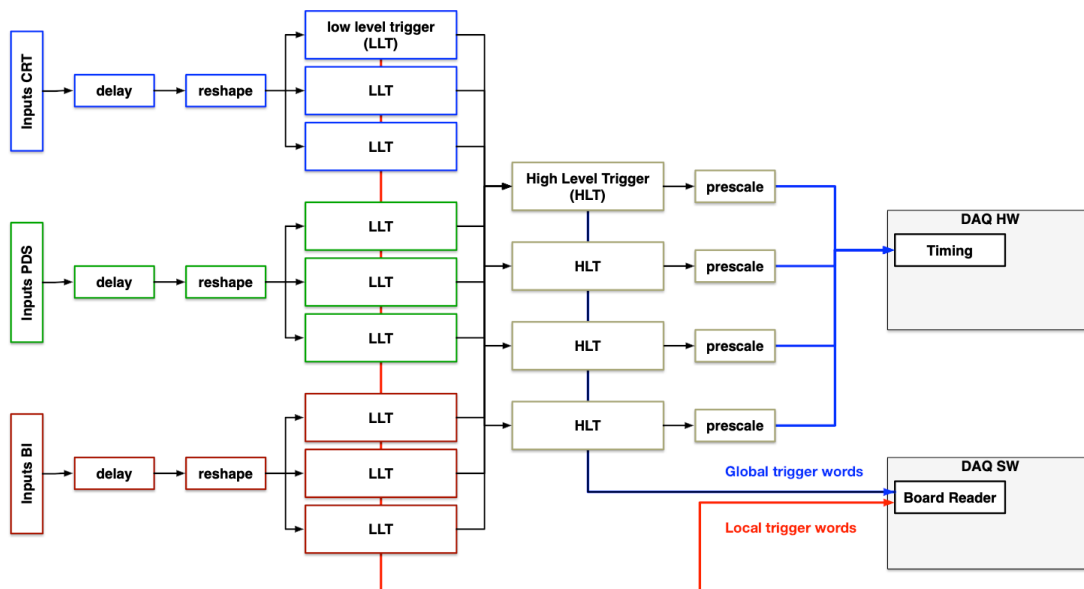 Inputs CRT
delay
reshape
low level trigger
(LLT)
LLT
LLT
Inputs PDS
delay
reshape
LLT
LLT
LLT
Inputs BI
delay
reshape
LLT
LLT
LLT
High Level Trigger
(HLT)
prescale
HLT
prescale
HLT
prescale
HLT
prescale
DAQ HW
Timing
Global trigger words
Local trigger words
DAQ SW
Board Reader